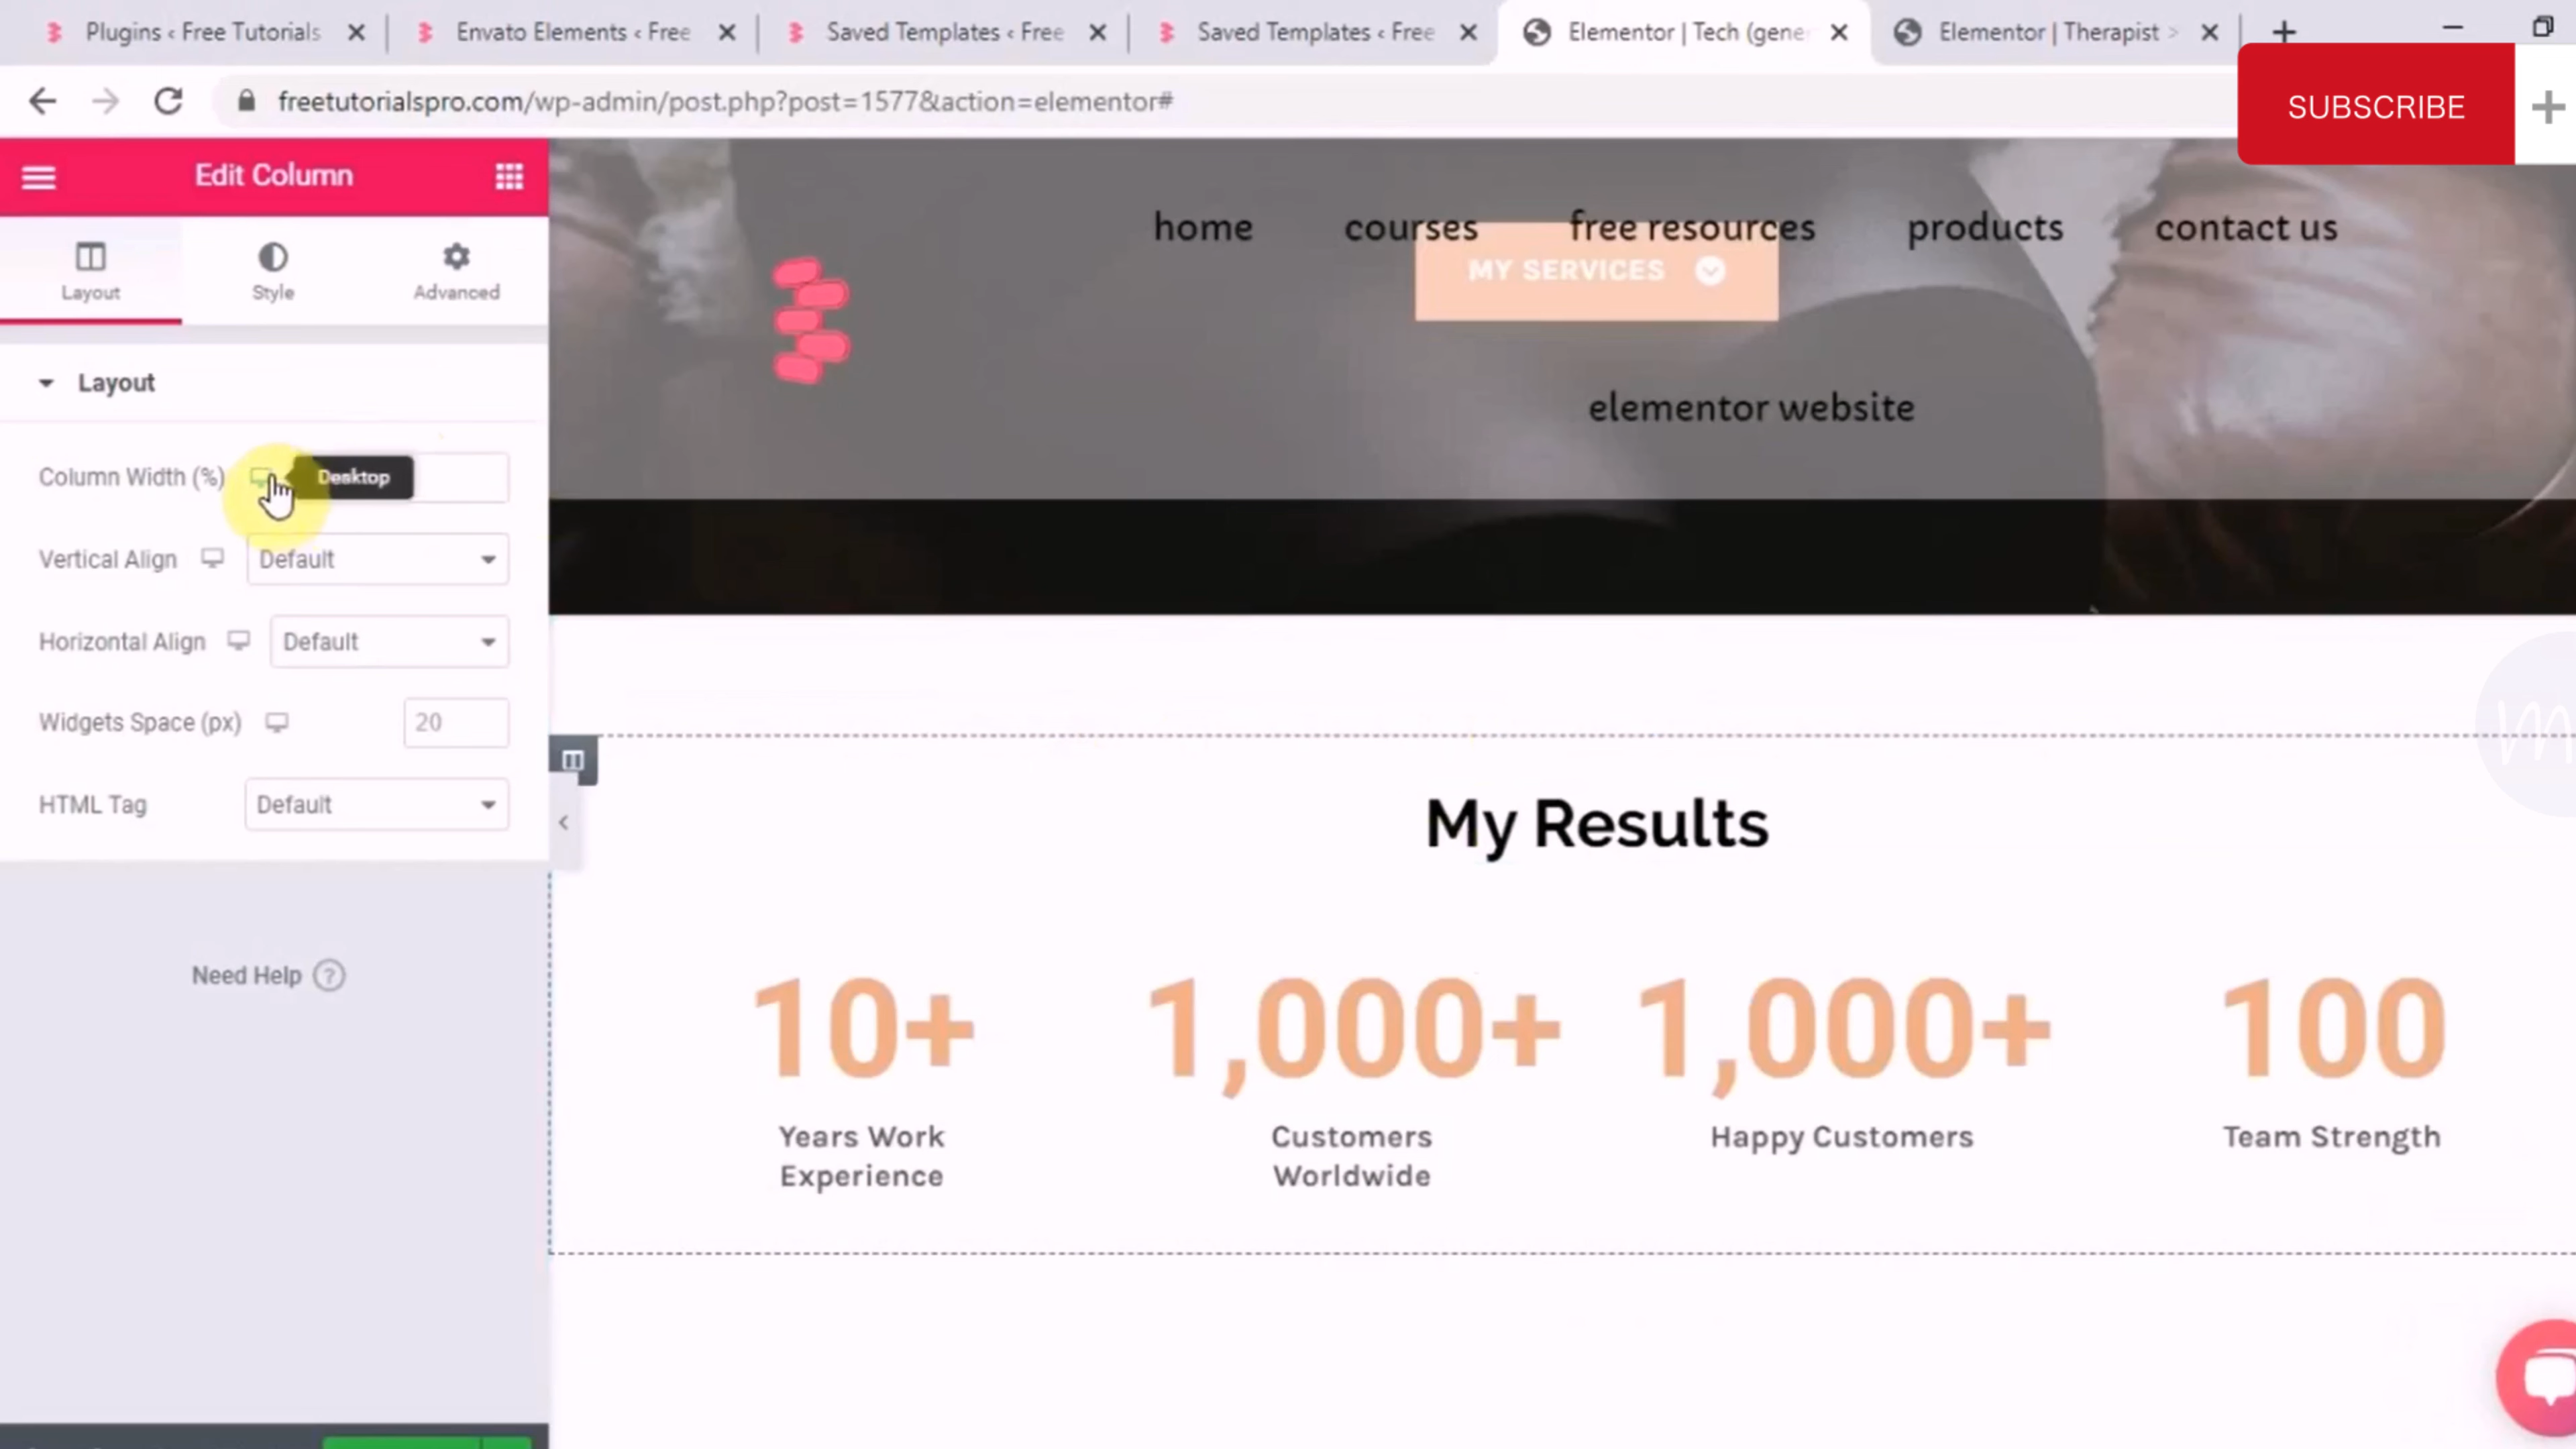 Plugins ‹ Free Tutorials
Envato Elements ‹ Free
Saved Templates ‹ Free
Saved Templates ‹ Free
Elementor | Tech (gene
Elementor | Therapist >
freetutorialspro.com/wp-admin/post.php?post=1577&action=elementor#
SUBSCRIBE
Edit Column
Layout
Style
Advanced
Layout
Column Width (%)
Desktop
Vertical Align
Default
Horizontal Align
Default
Widgets Space (px)
20
HTML Tag
Default
Need Help
home
courses
free resources
products
contact us
MY SERVICES
elementor website
My Results
10+
1,000+
1,000+
100
Years Work
Experience
Customers
Worldwide
Happy Customers
Team Strength